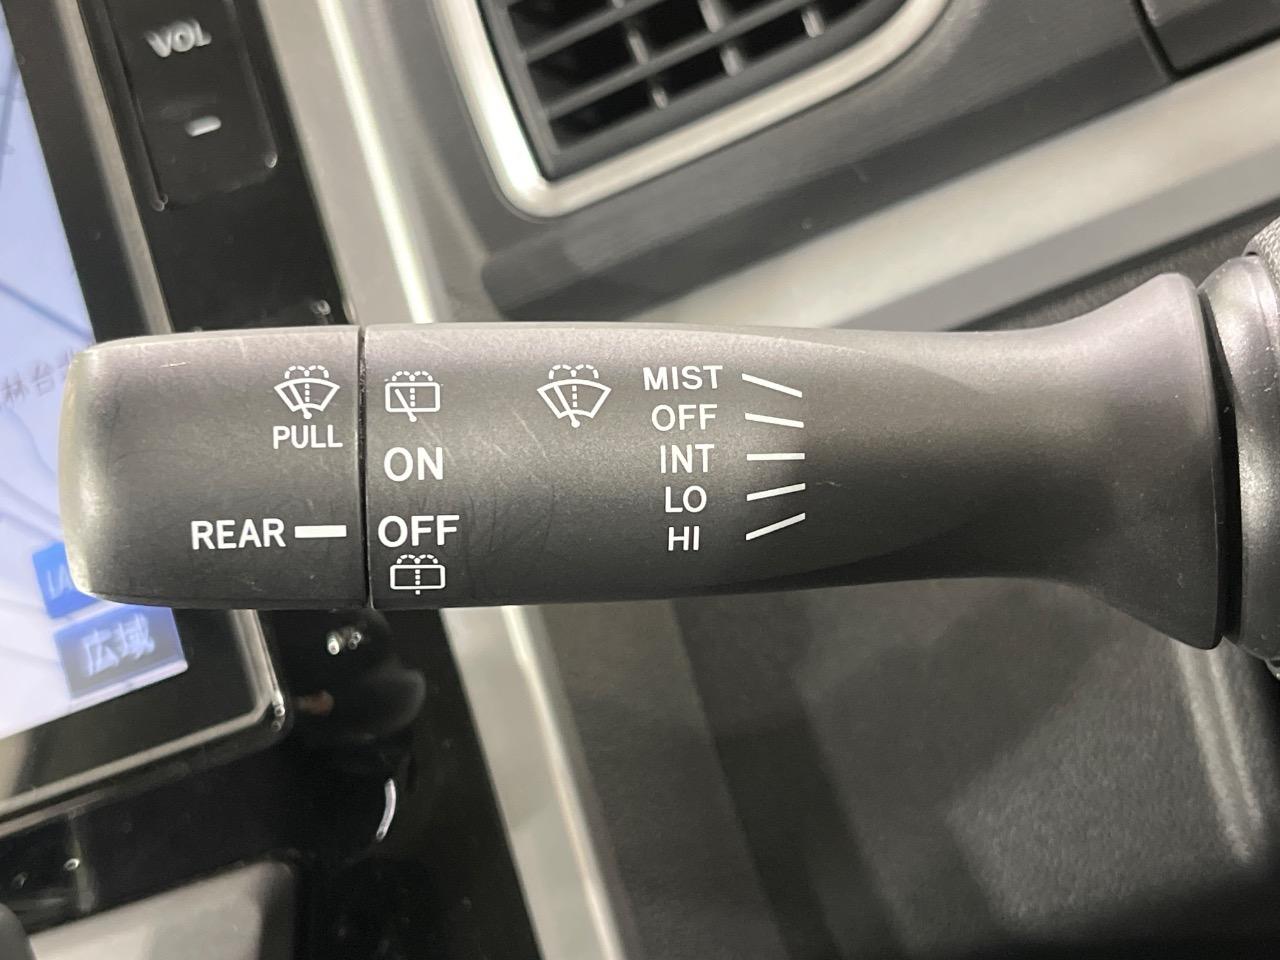 VOL
MIST
OFF
INT
LO
HI
PULL
ON
REAR
OFF
広域